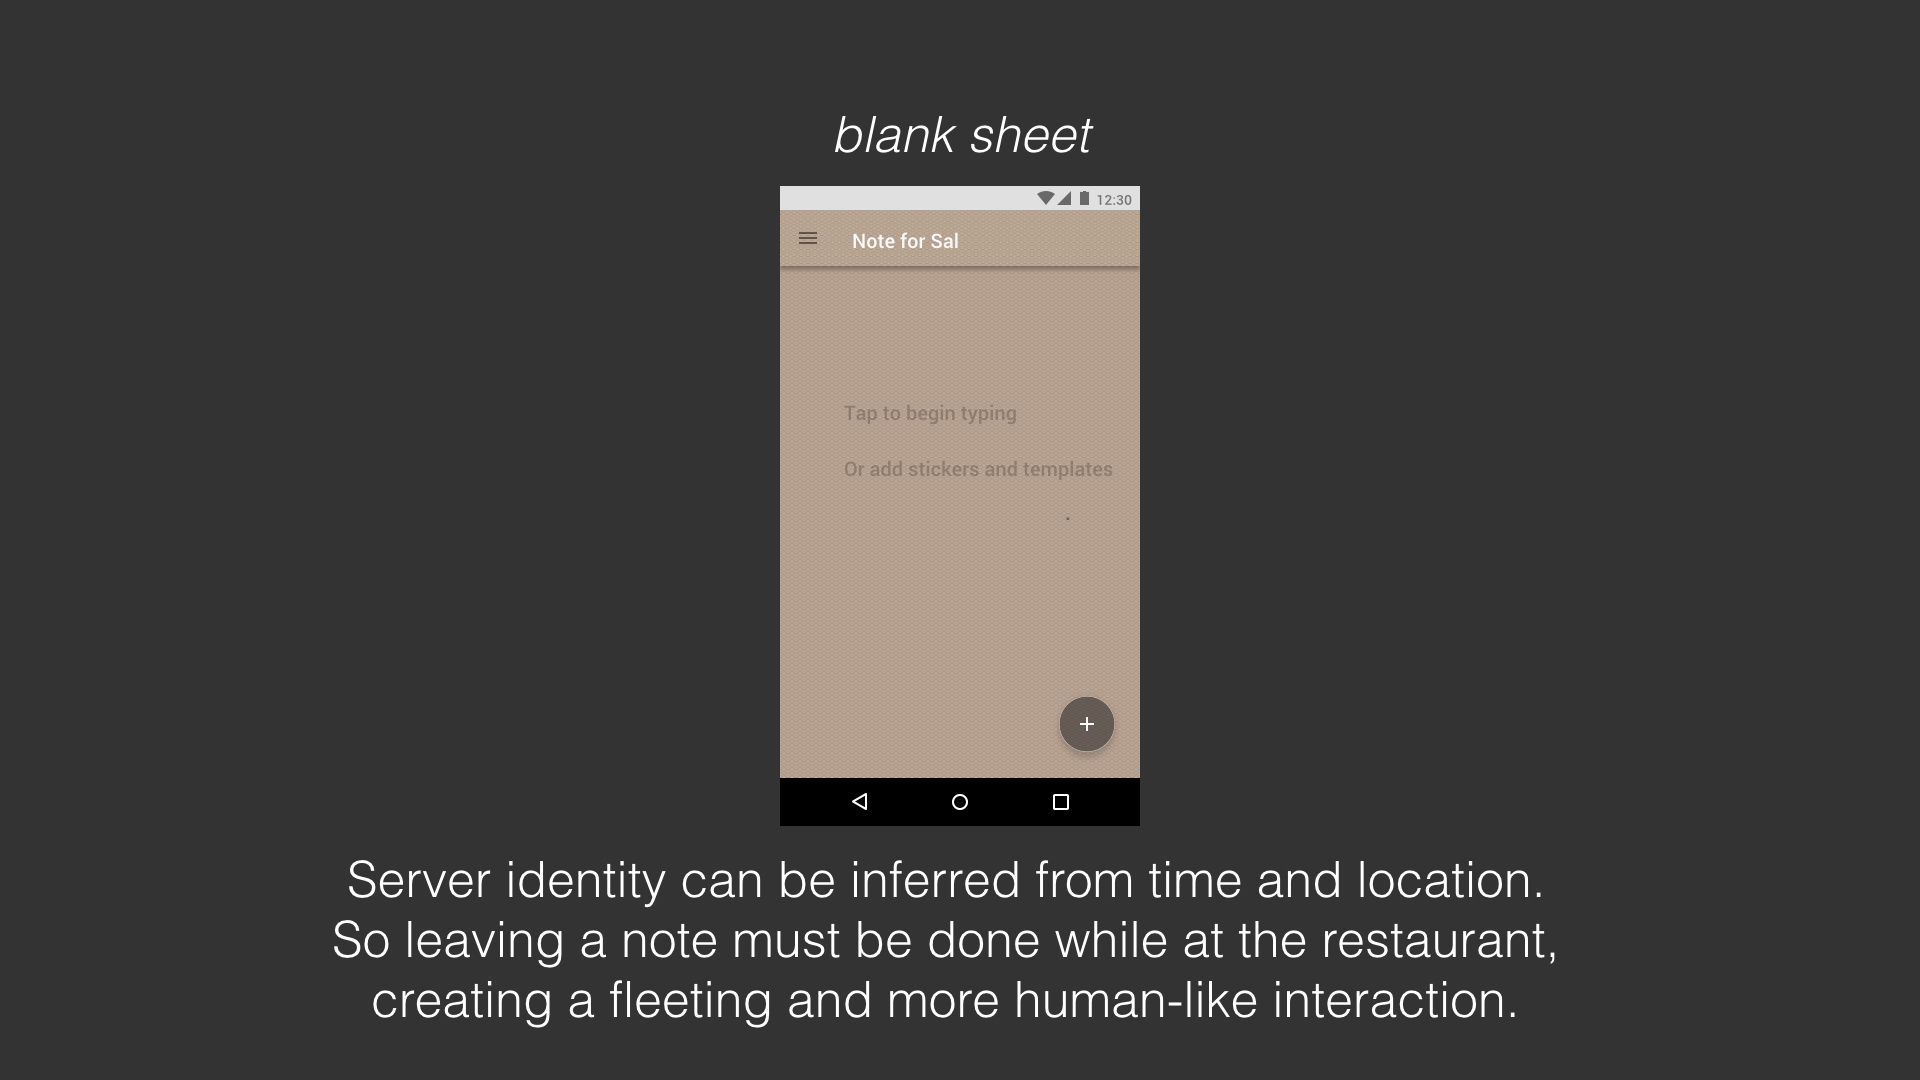 blank sheet
12:30
Note for Sal
Tap to begin typing
Or add stickers and templates
Server identity can be inferred from time and location.
So leaving a note must be done while at the restaurant,
creating a fleeting and more human-like interaction.